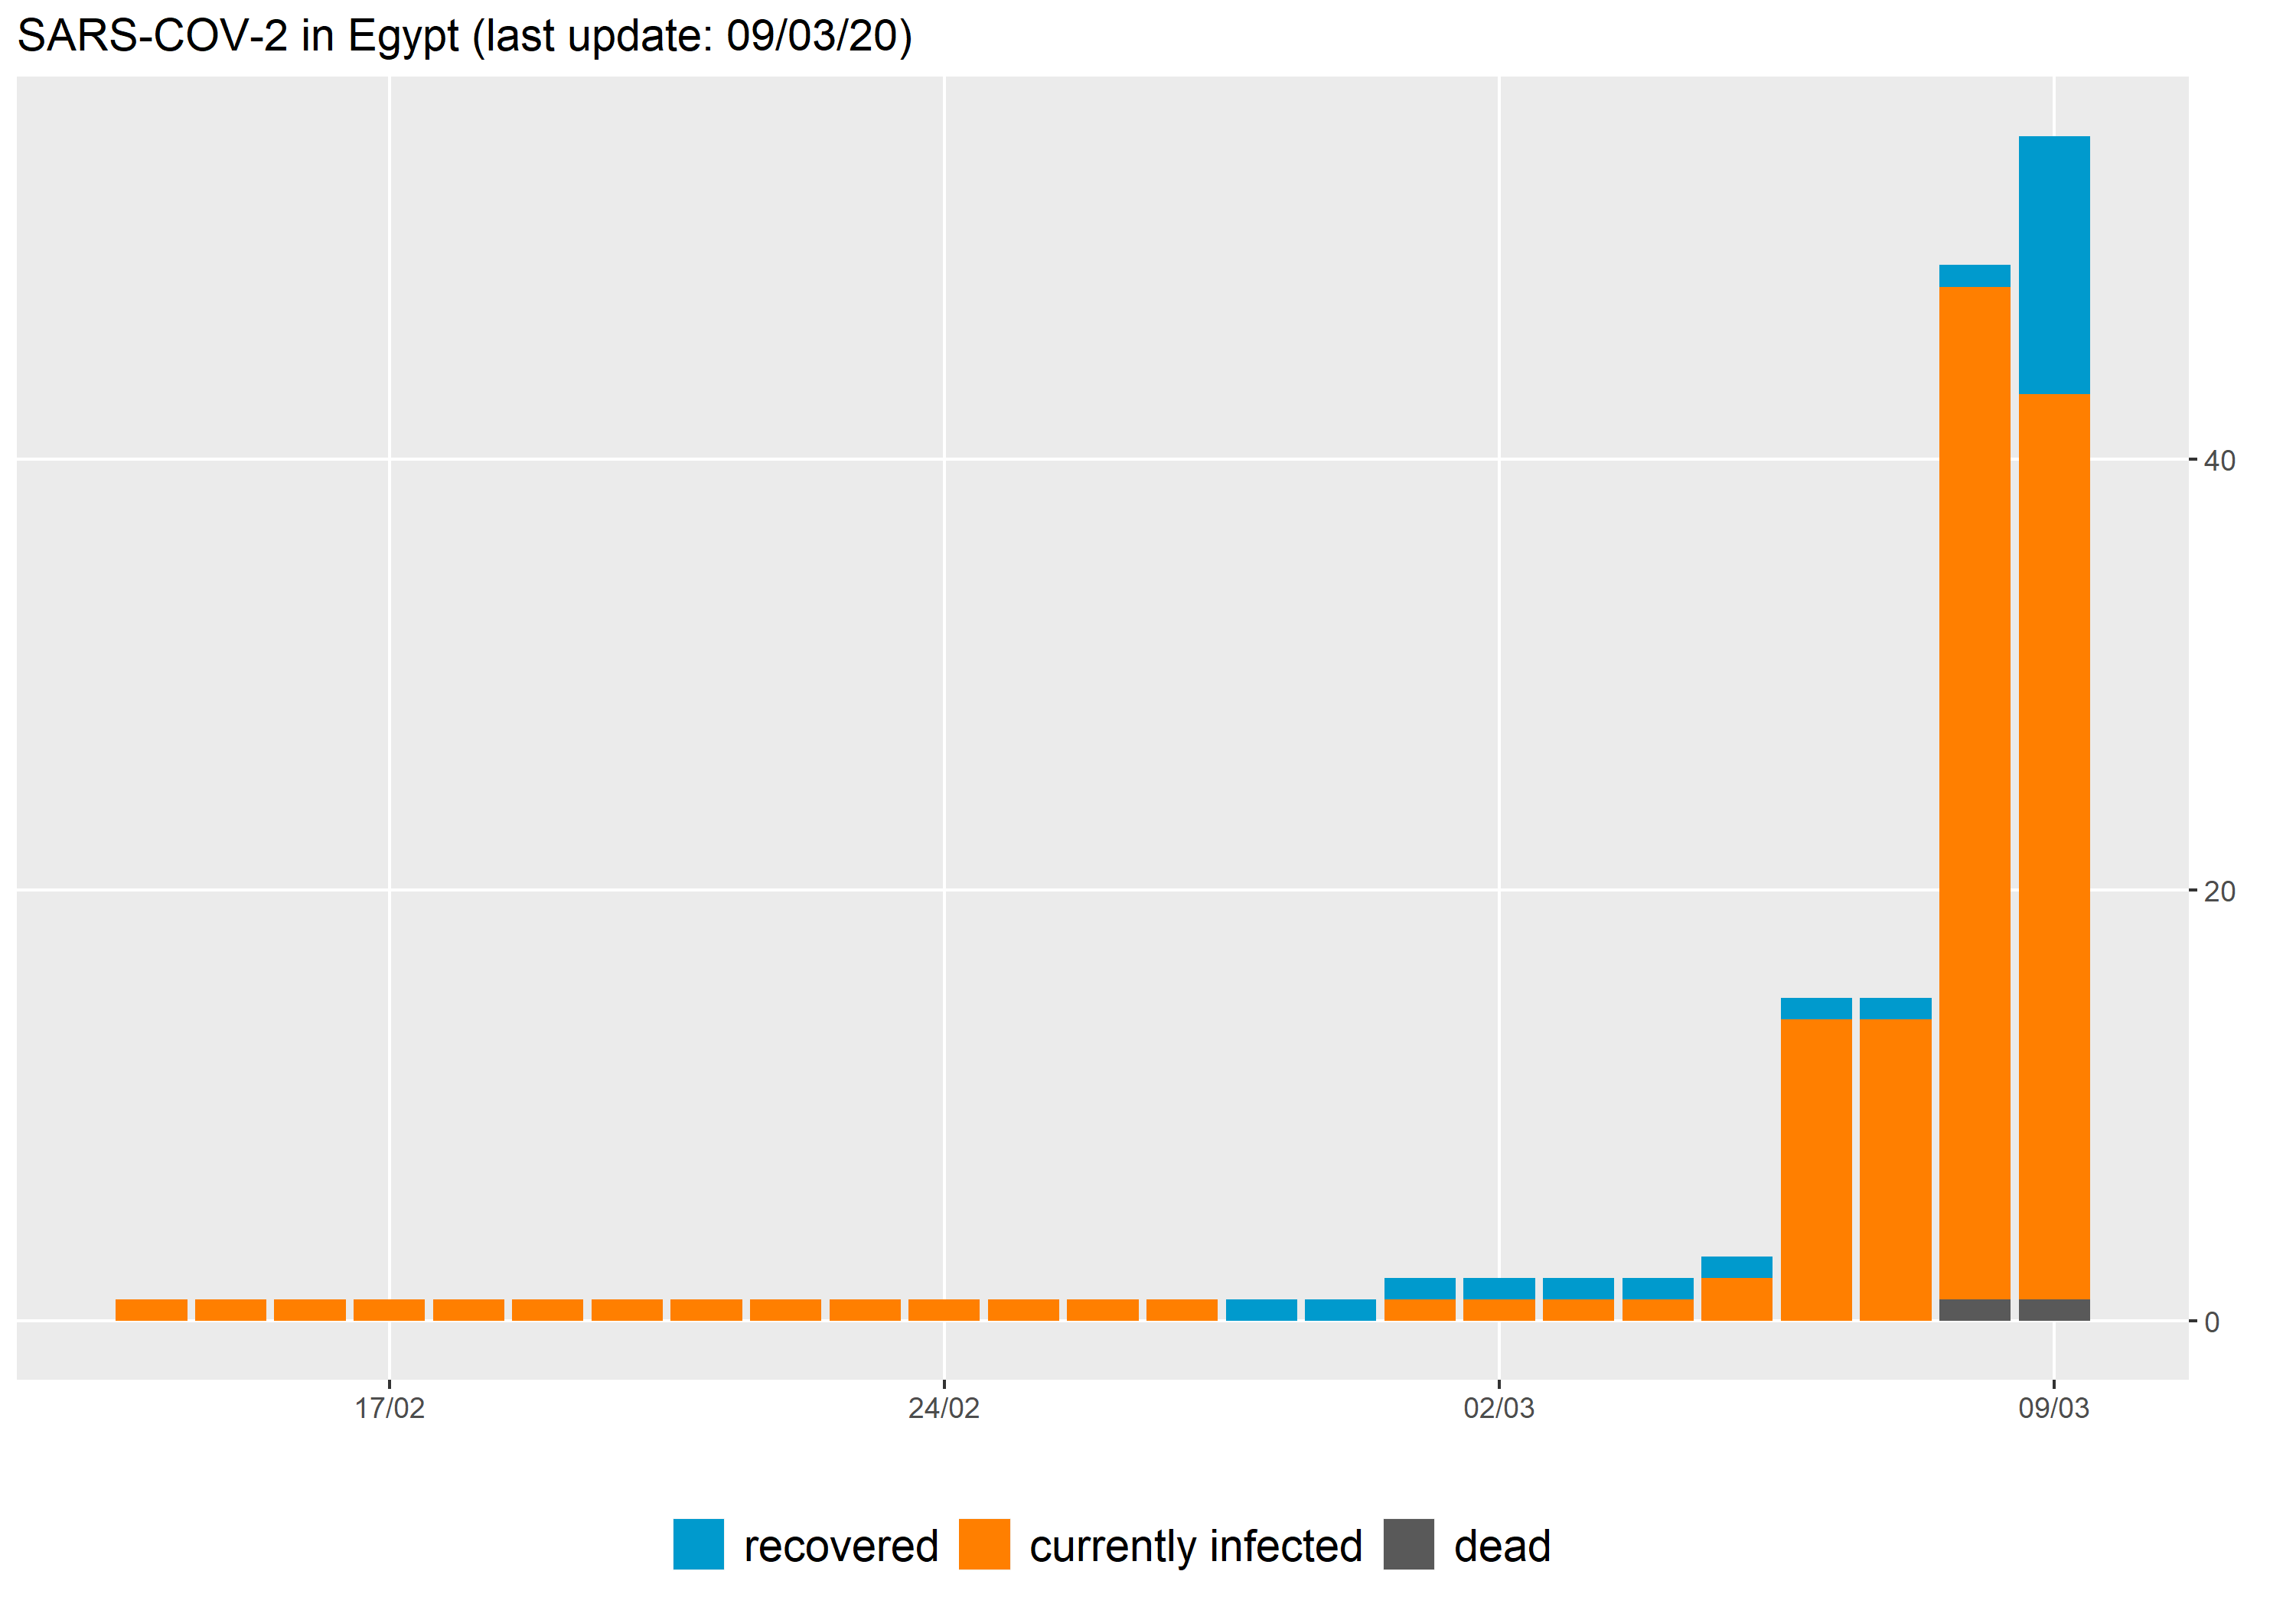 SARS-COV-2 in Egypt (last update: 09/03/20)
40
20
0
17/02 24/02 02/03 09/03
recovered currently infected dead